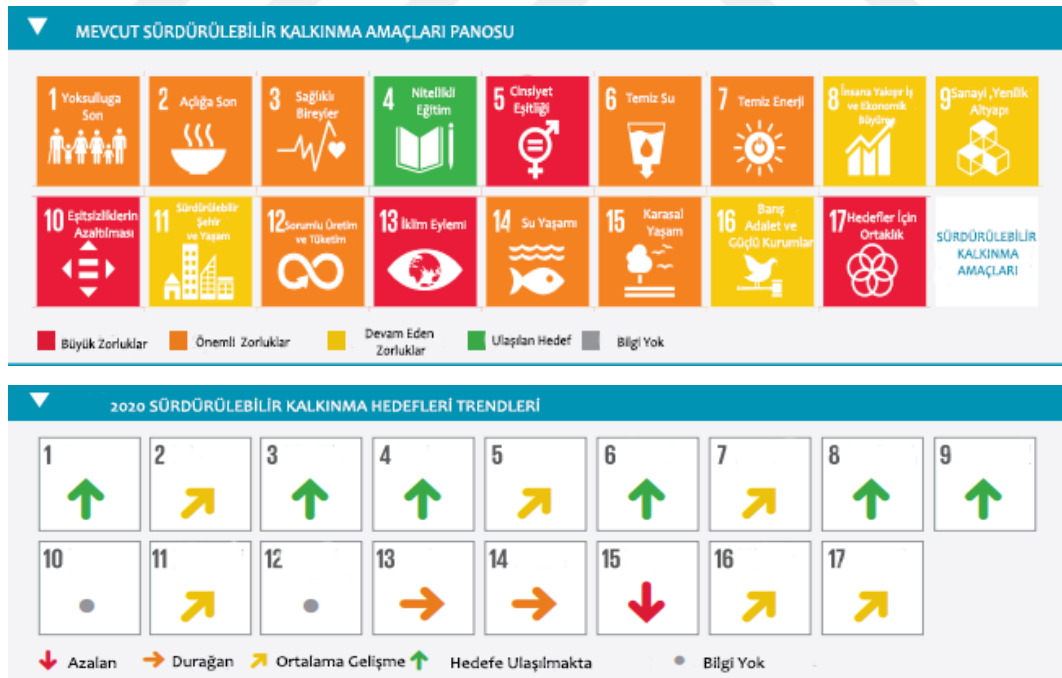 MEVCUT SÜRDÜRÜLEBİLİR KALKINMA AMAÇLARI PANOSU
1 Yoksulluga
Son
2 Açlığa Son
3 Sağlıklı
Bireyler
4 Nitelikli
Eğitim
5 Cinsiyet
Eşitliği
6 Temiz Su
7 Temiz Enerji
8 İnsana Yakışır İş
ve Ekonomik
Büyüme
9 Sanayi ,Yenilik
Altyapı
10 Eşitsizliklerin
Azaltılması
11 Sürdürülebilir
Şehir
ve Yaşam
12 Sorumlu Üretim
ve Tüketim
13 İklim Eylemi
14 Su Yaşamı
15 Karasal
Yaşam
16 Barış
Adalet ve
Güçlü Kurumlar
17 Hedefler İçin
Ortaklık
SÜRDÜRÜLEBİLİR
KALKINMA
AMAÇLARI
Büyük Zorluklar
Önemli Zorluklar
Devam Eden
Zorluklar
Ulaşılan Hedef
Bilgi Yok
2020 SÜRDÜRÜLEBİLİR KALKINMA HEDEFLERİ TRENDLERİ
1 2 3 4 5 6 7 8 9
10 11 12 13 14 15 16 17
Azalan Durağan Ortalama Gelişme Hedefe Ulaşılmakta Bilgi Yok